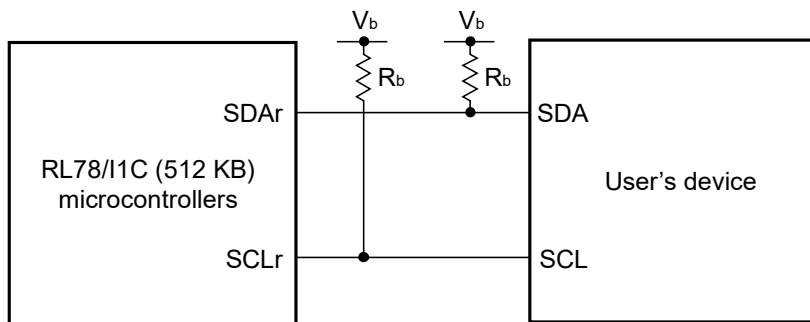 Vb
Vb
Rb
Rb
SDAr
SDA
RL78/I1C (512 KB)
microcontrollers
User's device
SCLr
SCL